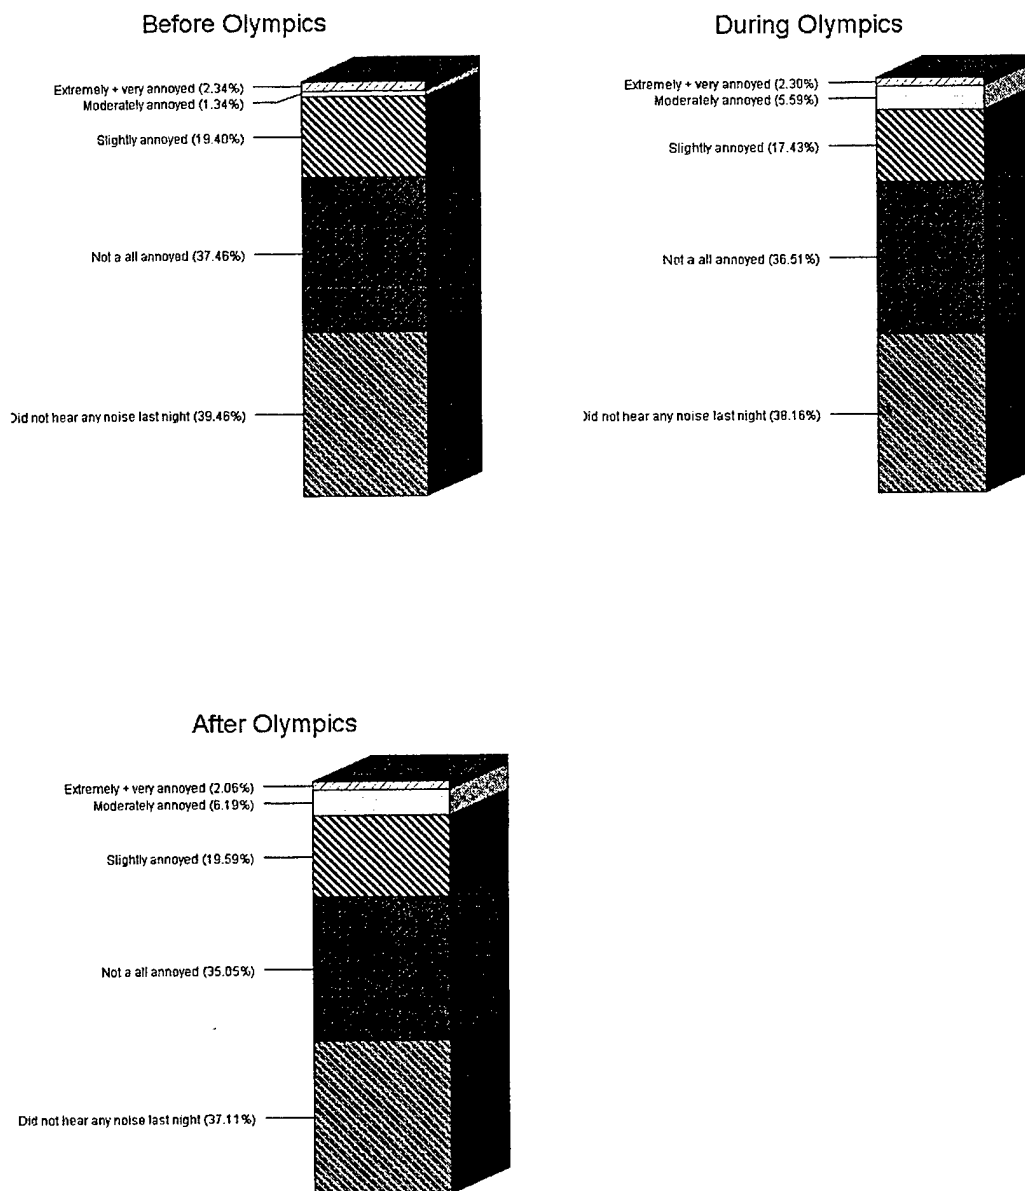 Before Olympics
Extremely + very annoyed (2.34%)
Moderately annoyed (1.34%)
Slightly annoyed (19.40%)
Not a all annoyed (37.46%)
Did not hear any noise last night (39.46%)
During Olympics
Extremely + very annoyed (2.30%)
Moderately annoyed (5.59%)
Slightly annoyed (17.43%)
Not a all annoyed (36.51%)
Did not hear any noise last night (38.16%)
After Olympics
Extremely + very annoyed (2.06%)
Moderately annoyed (6.19%)
Slightly annoyed (19.59%)
Not a all annoyed (35.05%)
Did not hear any noise last night (37.11%)